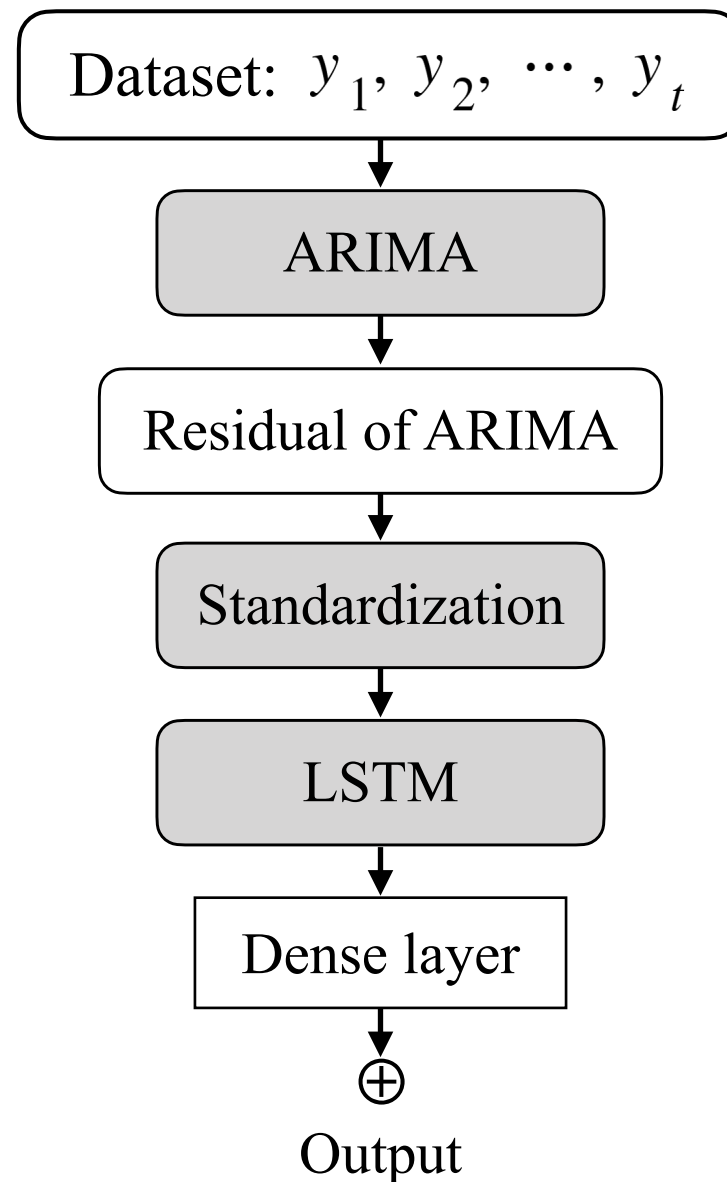 Dataset: y₁, y₂, ⋯, yₜ
ARIMA
Residual of ARIMA
Standardization
LSTM
Dense layer
⊕
Output